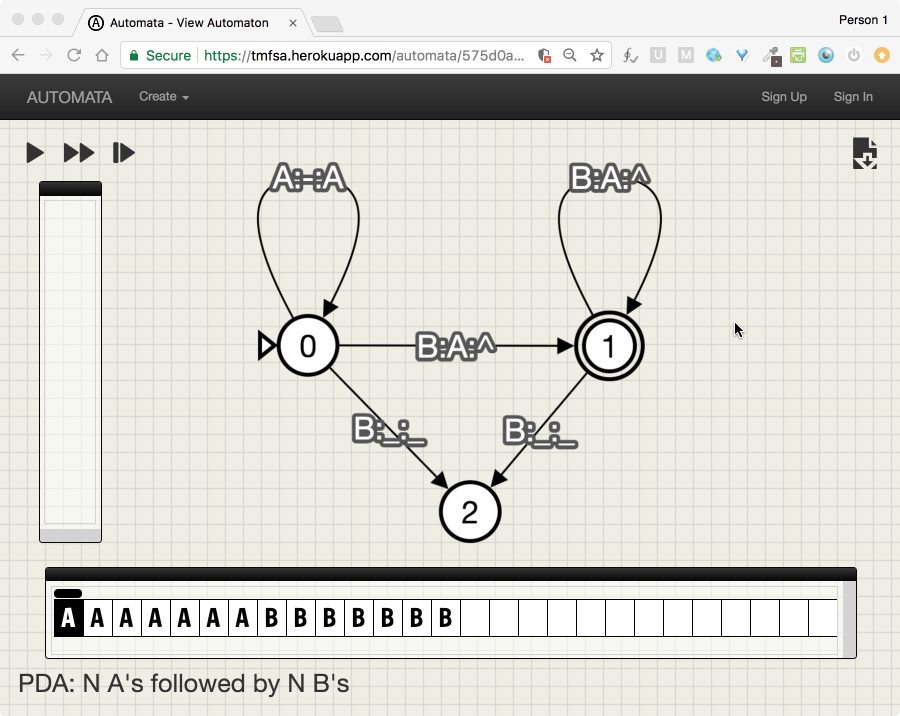 Automata - View Automaton
Person 1
Secure https://tmfsa.herokuapp.com/automata/575d0a...
U M
AUTOMATA Create Sign Up Sign In
A:=:A
B:A:^
0
B:A:^
1
B:_:_
B:_:_
2
A A A A A A A B B B B B B B
PDA: N A's followed by N B's